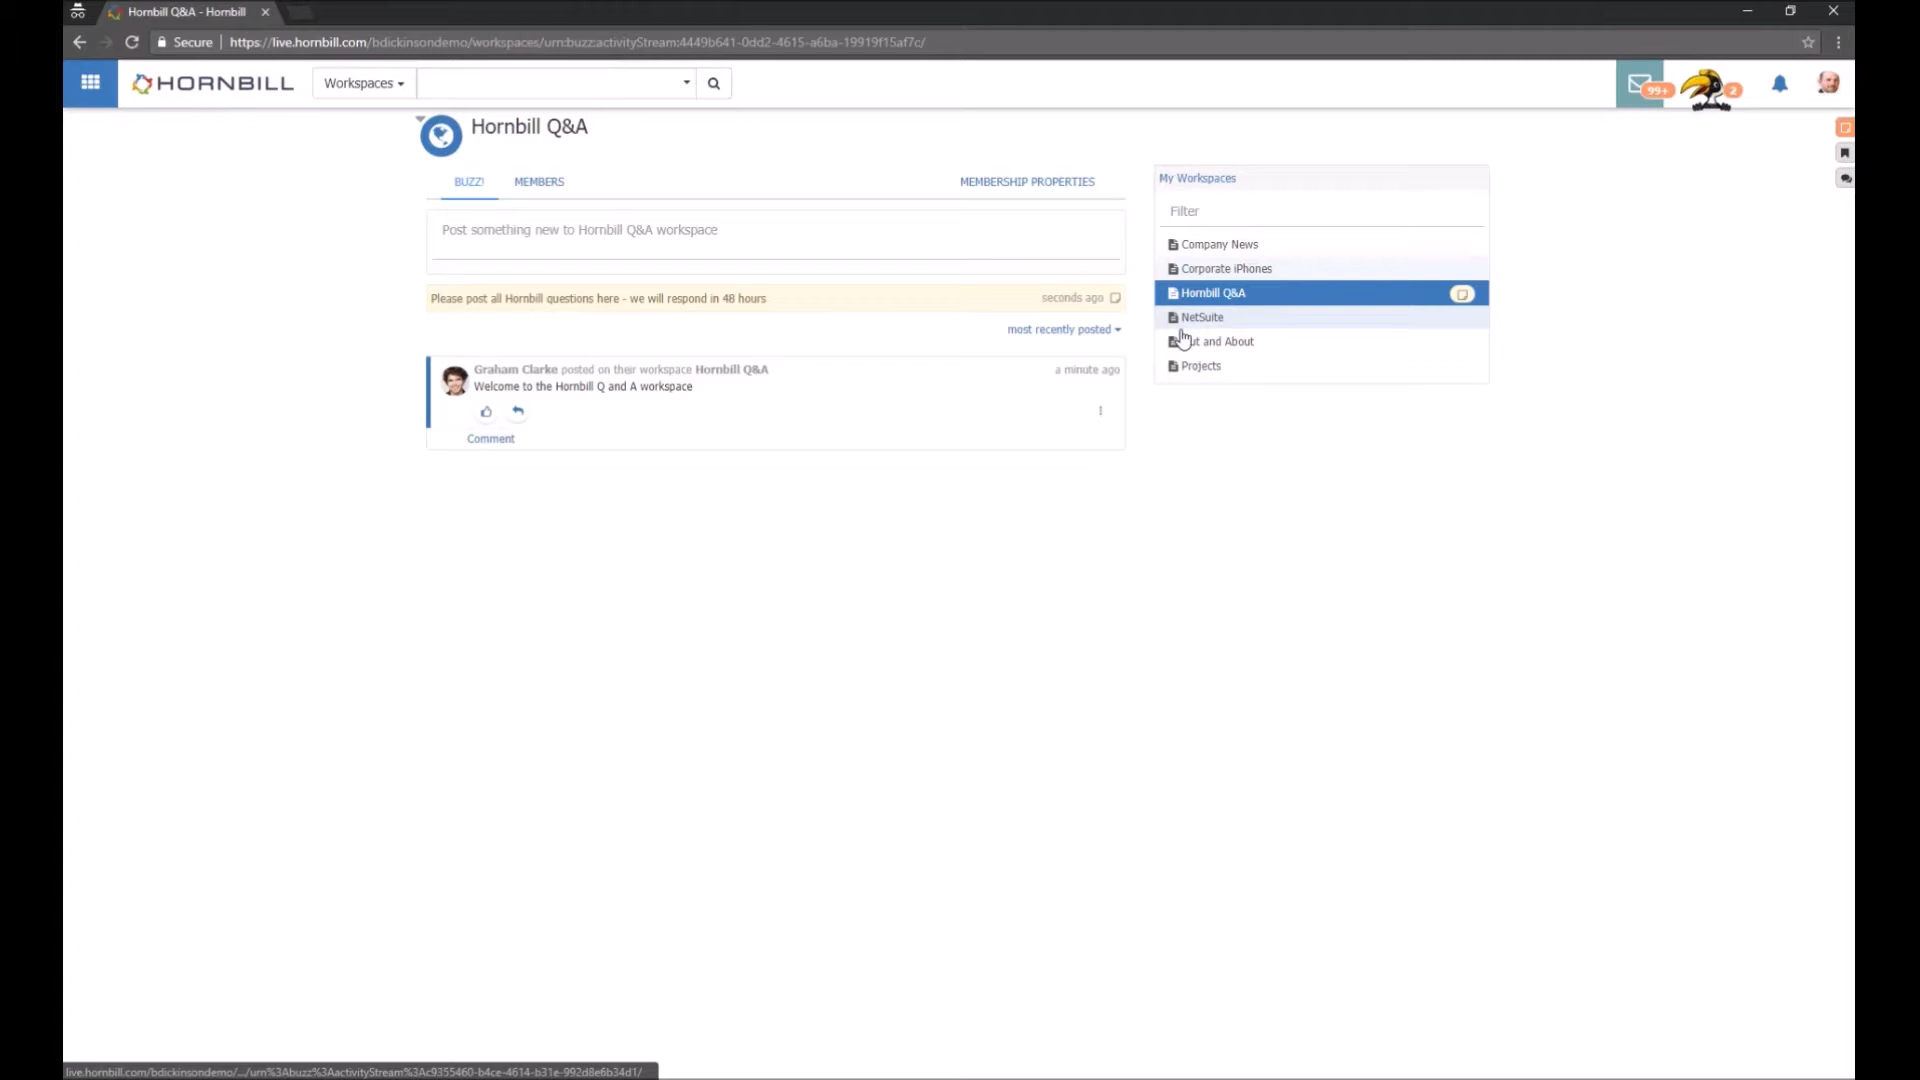 Hornbill Q&A - Hornbill
Secure
https://live.hornbill.com/bdickinsondemo/workspaces/urn:buzz:activityStream:4449b641-0dd2-4615-a6ba-19919f15af7c/
HORNBILL
Workspaces
99+
2
Hornbill Q&A
BUZZ!
MEMBERS
MEMBERSHIP PROPERTIES
Post something new to Hornbill Q&A workspace
Please post all Hornbill questions here - we will respond in 48 hours
seconds ago
most recently posted
Graham Clarke posted on their workspace Hornbill Q&A
a minute ago
Welcome to the Hornbill Q and A workspace
Comment
My Workspaces
Filter
Company News
Corporate iPhones
Hornbill Q&A
NetSuite
and About
Projects
live.hornbill.com/bdickinsondemo/.../urn%3Abuzz%3AactivityStream%3Ac9355460-b4ce-4614-b31e-992d8e6b34d1/